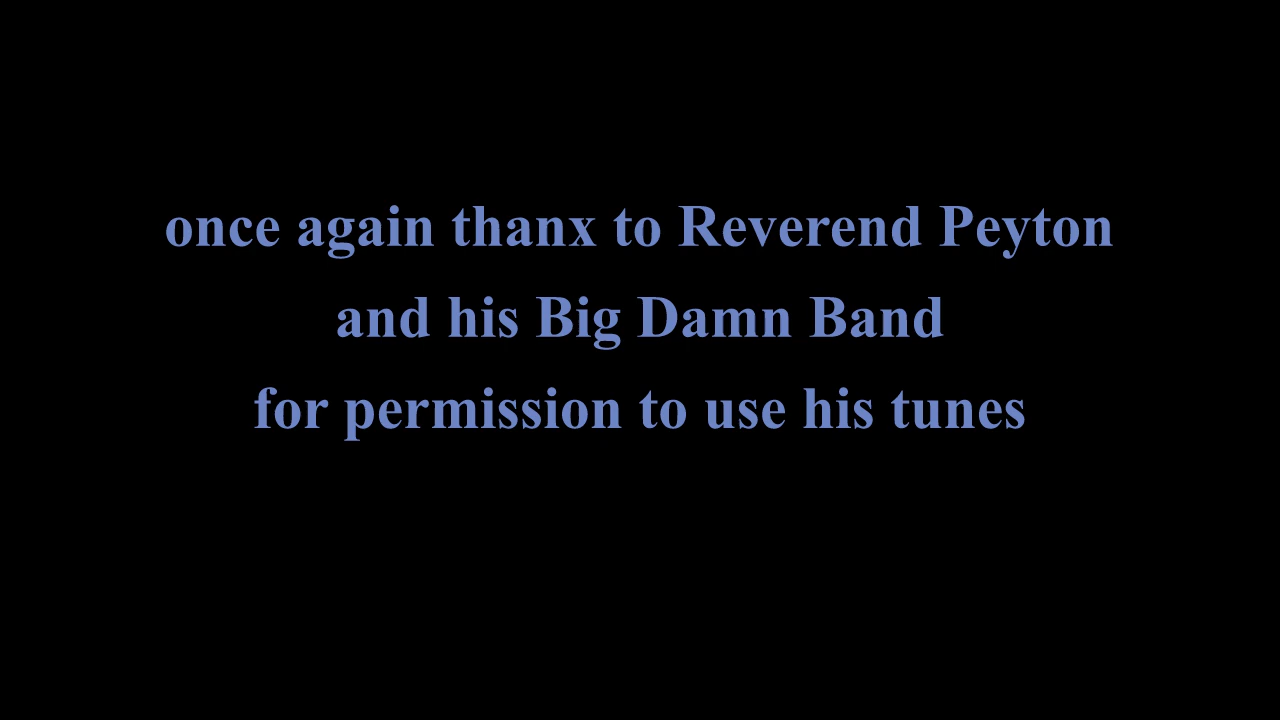 once again thanx to Reverend Peyton
and his Big Damn Band
for permission to use his tunes